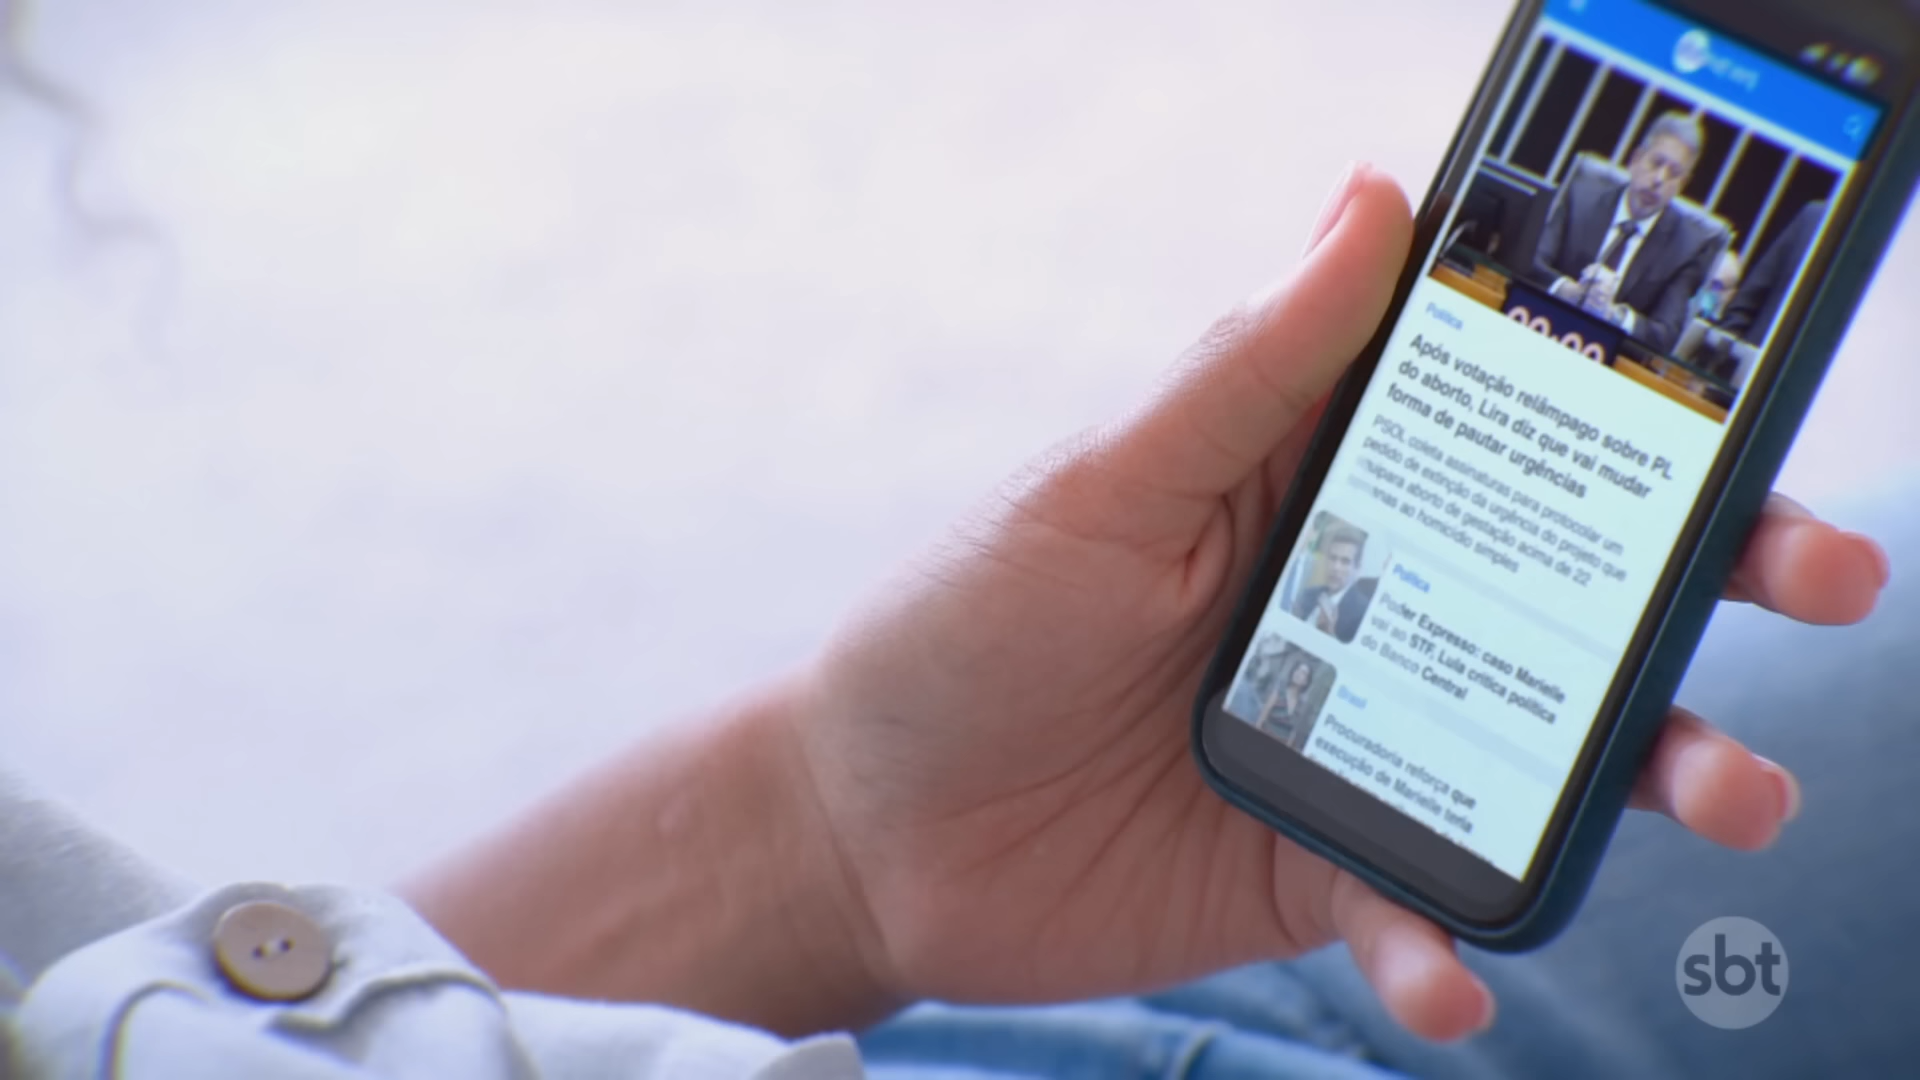 news
Política
00:00
Após votação relâmpago sobre PL
do aborto, Lira diz que vai mudar
forma de pautar urgências
PSOL coleta assinaturas para protocolar um
pedido de extinção da urgência do projeto que
aborto de gestação acima de 22
ao homicídio simples
Política
Poder Expresso: caso Marielle
vai ao STF, Lula critica política
do Banco Central
Brasil
Procuradoria reforça que
execução de Marielle teria
sbt